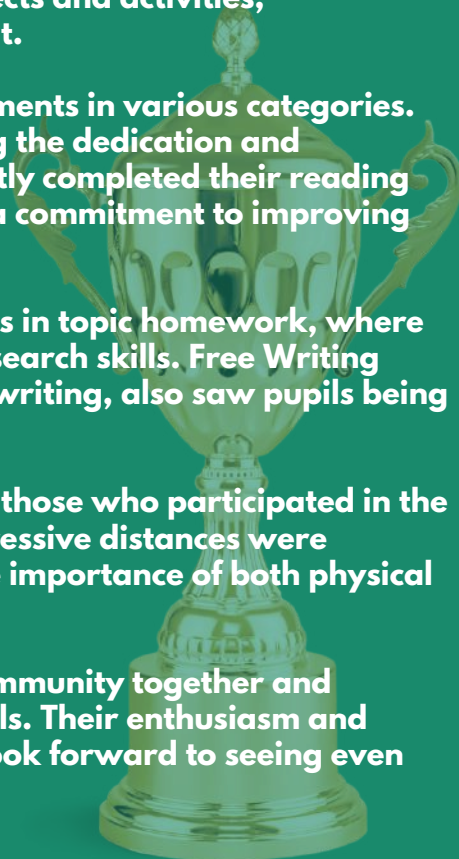 ects and activities,
t.
ments in various categories.
g the dedication and
tly completed their reading
a commitment to improving
s in topic homework, where
search skills. Free Writing
writing, also saw pupils being
those who participated in the
essive distances were
importance of both physical
mmunity together and
ls. Their enthusiasm and
ook forward to seeing even